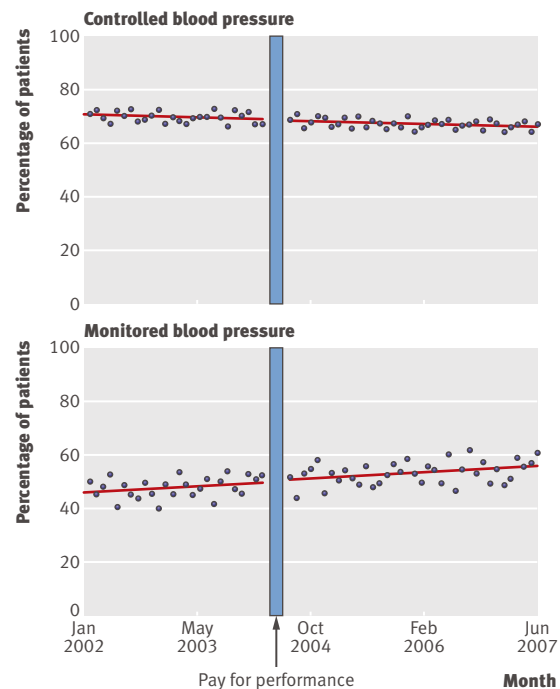 Controlled blood pressure
Percentage of patients
100
80
60
40
20
0
Monitored blood pressure
Percentage of patients
100
80
60
40
20
0
Jan May Oct Feb Jun
2002 2003 2004 2006 2007
Pay for performance Month